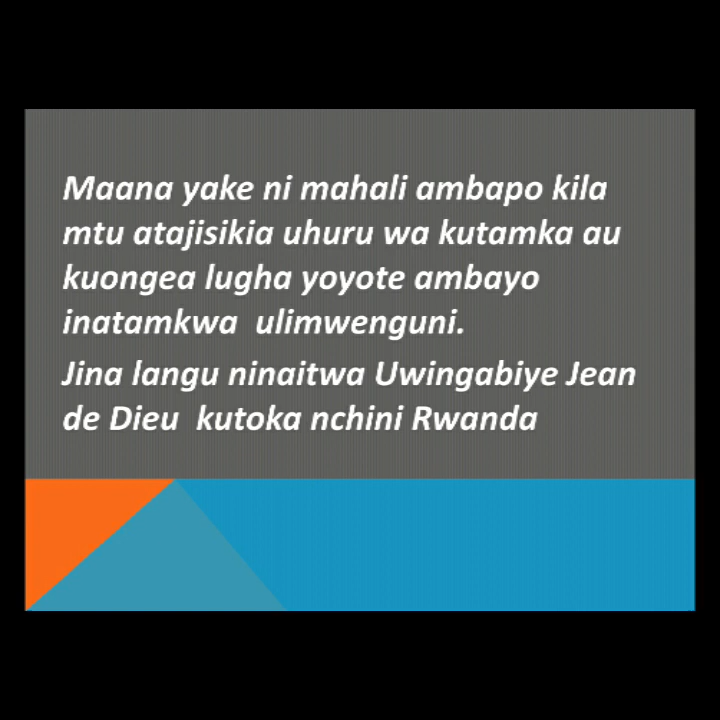 Maana yake ni mahali ambapo kila
mtu atajisikia uhuru wa kutamka au
kuongea lugha yoyote ambayo
inatamkwa ulimwenguni.
Jina langu ninaitwa Uwingabiye Jean
de Dieu kutoka nchini Rwanda